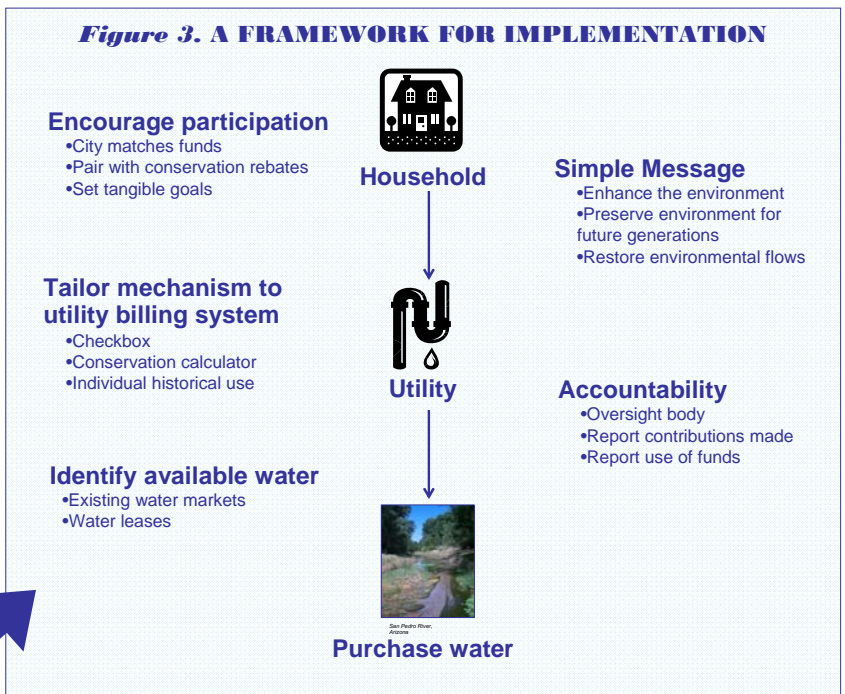 Figure 3. A FRAMEWORK FOR IMPLEMENTATION
Encourage participation
•City matches funds
•Pair with conservation rebates
•Set tangible goals
Household
Simple Message
•Enhance the environment
•Preserve environment for
future generations
•Restore environmental flows
Tailor mechanism to
utility billing system
•Checkbox
•Conservation calculator
•Individual historical use
Utility
Accountability
•Oversight body
•Report contributions made
•Report use of funds
Identify available water
•Existing water markets
•Water leases
San Pedro River,
Arizona
Purchase water